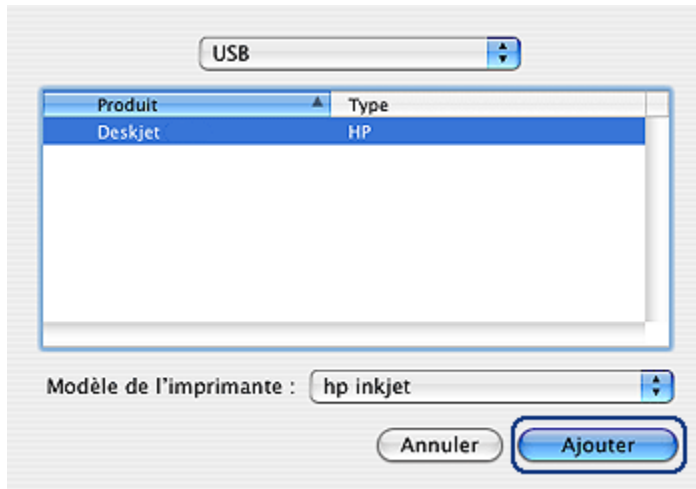 USB
Produit Type
Deskjet HP
Modèle de l'imprimante : hp inkjet
Annuler Ajouter